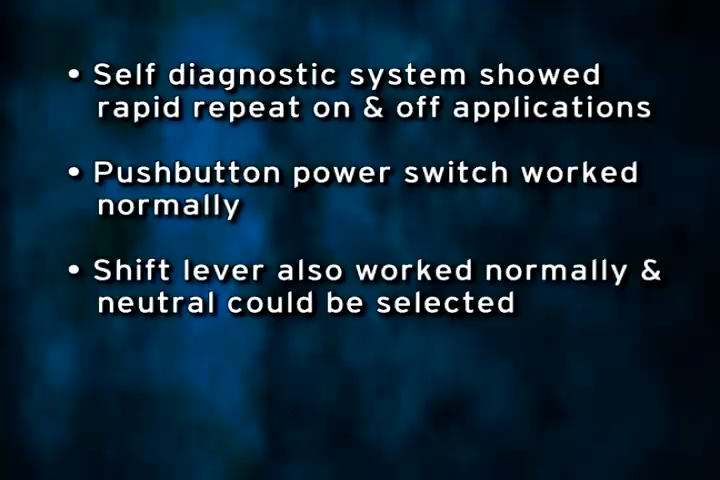 • Self diagnostic system showed
rapid repeat on & off applications
• Pushbutton power switch worked
normally
• Shift lever also worked normally &
neutral could be selected